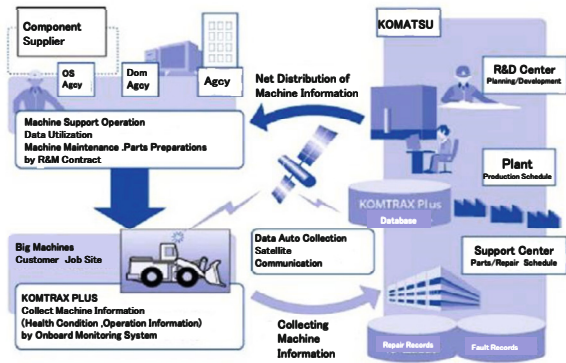 Component
Supplier
OS
Agcy
Dom
Agcy
Agcy
Net Distribution of
Machine Information
KOMATSU
R&D Center
Planning/Development
Machine Support Operation
Data Utilization
Machine Maintenance .Parts Preparations
by R&M Contract
Plant
Production Schedule
KOMTRAX Plus
Database
Big Machines
Customer Job Site
Data Auto Collection
Satellite
Communication
Support Center
Parts/Repair Schedule
KOMTRAX PLUS
Collect Machine Information
(Health Condition ,Operation Information)
by Onboard Monitoring System
Collecting
Machine
Information
Repair Records
Fault Records